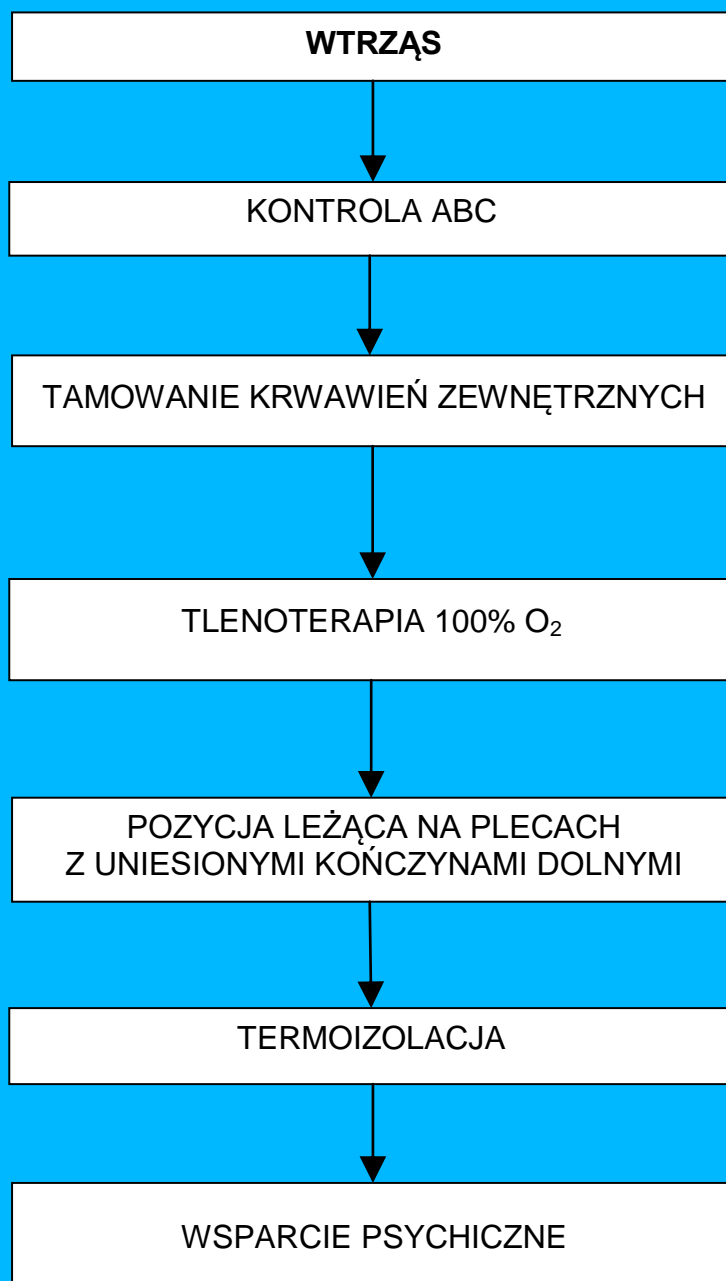 WTRZĄS
KONTROLA ABC
TAMOWANIE KRWAWIEŃ ZEWNĘTRZNYCH
TLENOTERAPIA 100% O₂
POZYCJA LEŻĄCA NA PLECACH
Z UNIESIONYMI KOŃCZYNAMI DOLNYMI
TERMOIZOLACJA
WSPARCIE PSYCHICZNE